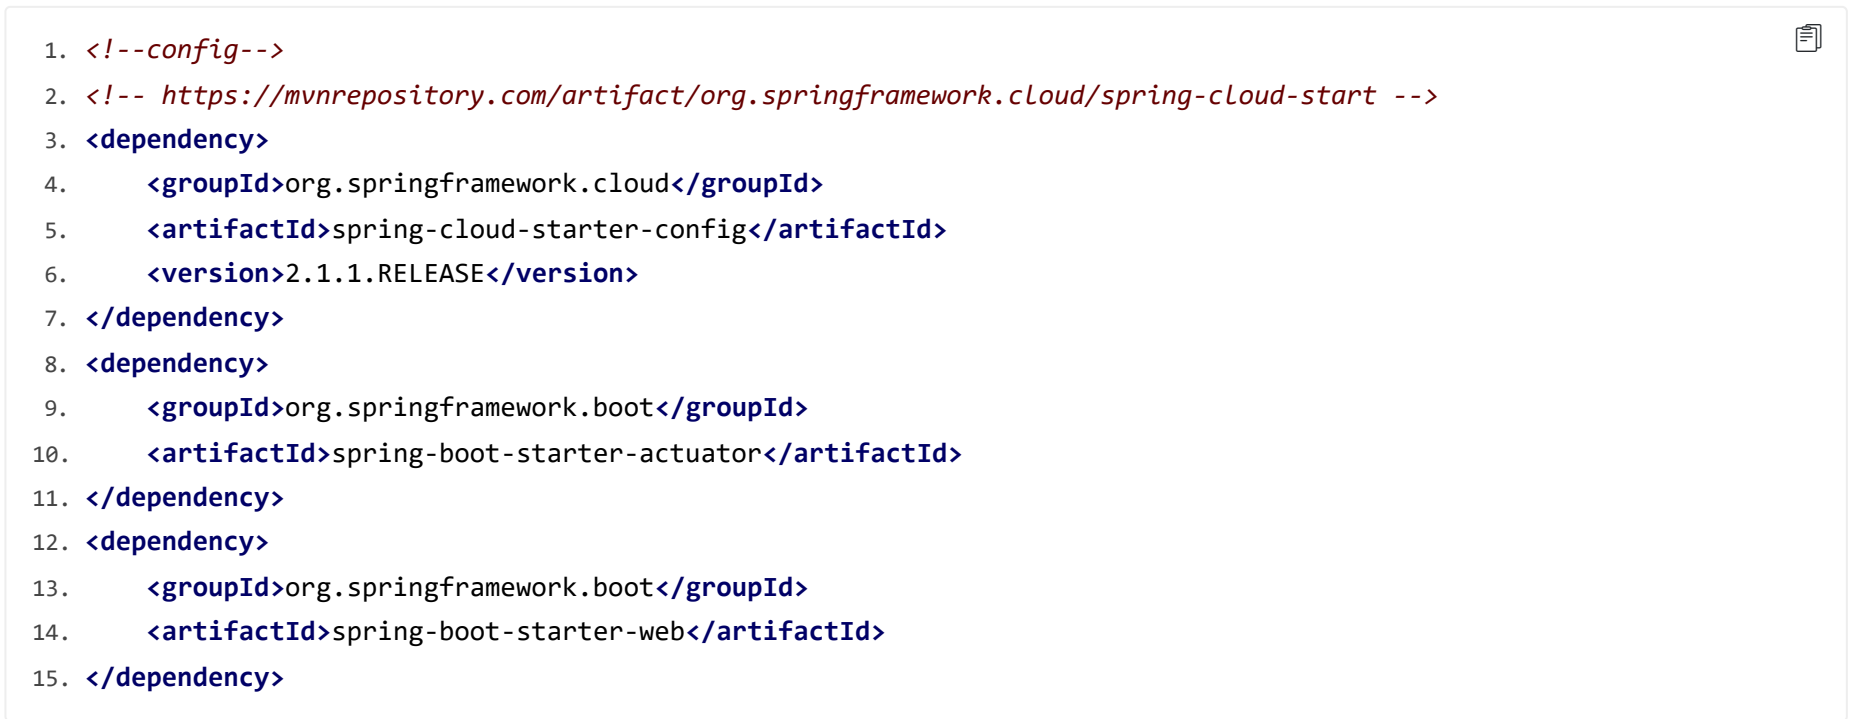 1. <!--config-->
2. <!-- https://mvnrepository.com/artifact/org.springframework.cloud/spring-cloud-start -->
3. <dependency>
4.     <groupId>org.springframework.cloud</groupId>
5.     <artifactId>spring-cloud-starter-config</artifactId>
6.     <version>2.1.1.RELEASE</version>
7. </dependency>
8. <dependency>
9.     <groupId>org.springframework.boot</groupId>
10.     <artifactId>spring-boot-starter-actuator</artifactId>
11. </dependency>
12. <dependency>
13.     <groupId>org.springframework.boot</groupId>
14.     <artifactId>spring-boot-starter-web</artifactId>
15. </dependency>